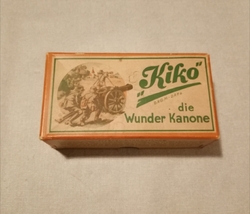 "Kiko"
die
Wunder Kanone